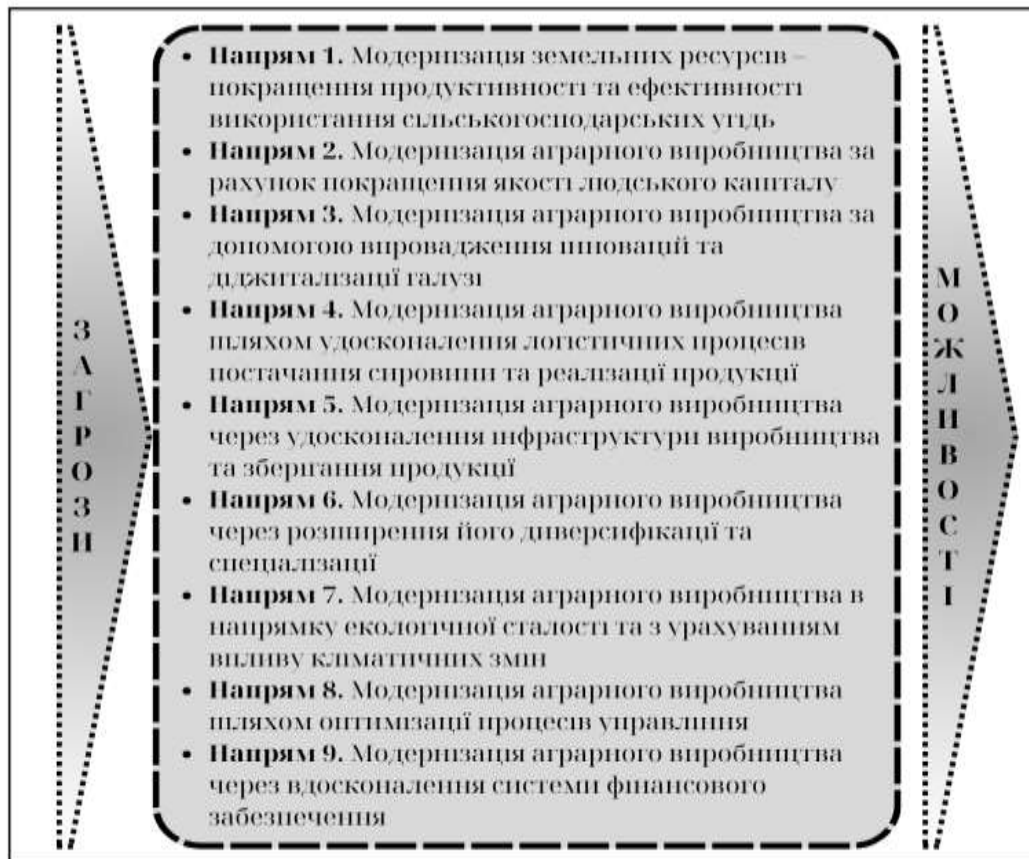 ЗАГРОЗИ
• Напрям 1. Модернізація земельних ресурсів –
покращення продуктивності та ефективності
використання сільськогосподарських угідь
• Напрям 2. Модернізація аграрного виробництва за
рахунок покращення якості людського капіталу
• Напрям 3. Модернізація аграрного виробництва за
допомогою впровадження інновацій та
діджиталізації галузі
• Напрям 4. Модернізація аграрного виробництва
шляхом удосконалення логістичних процесів
постачання сировини та реалізації продукції
• Напрям 5. Модернізація аграрного виробництва
через удосконалення інфраструктури виробництва
та зберігання продукції
• Напрям 6. Модернізація аграрного виробництва
через розширення його диверсифікації та
спеціалізації
• Напрям 7. Модернізація аграрного виробництва в
напрямку екологічної сталості та з урахуванням
впливу кліматичних змін
• Напрям 8. Модернізація аграрного виробництва
шляхом оптимізації процесів управління
• Напрям 9. Модернізація аграрного виробництва
через вдосконалення системи фінансового
забезпечення
МОЖЛИВОСТІ